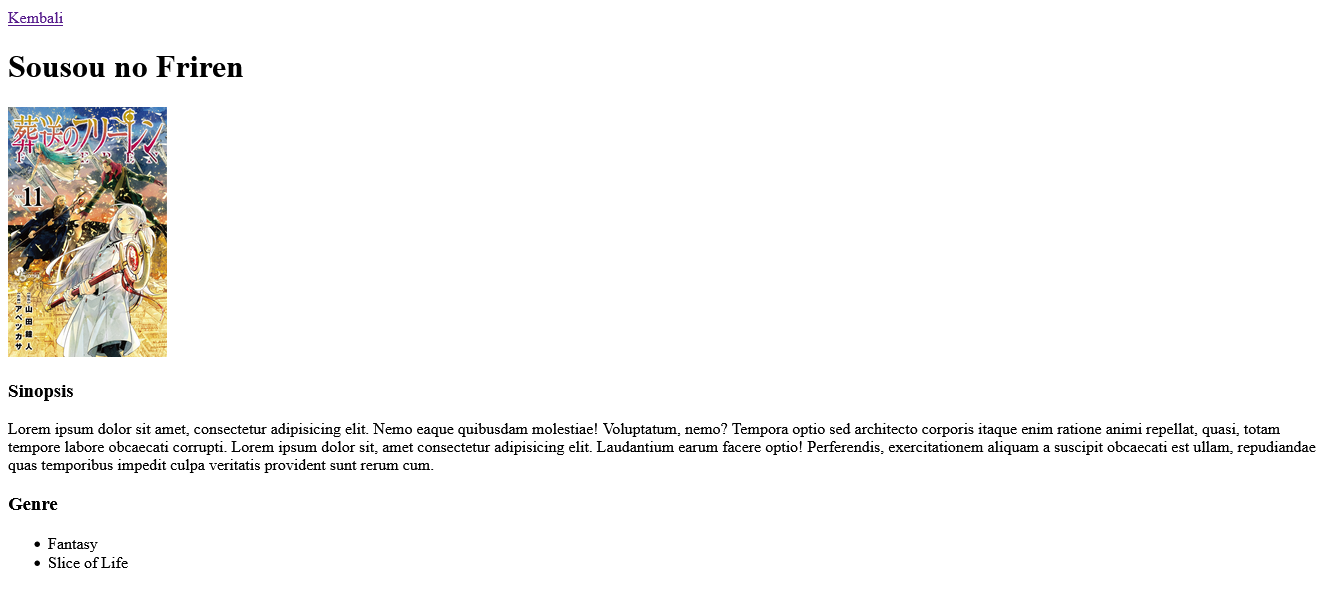 Kembali
Sousou no Friren
葬送のフリーレン
11
山田鐘人
アベツカサ
Sinopsis
Lorem ipsum dolor sit amet, consectetur adipisicing elit. Nemo eaque quibusdam molestiae! Voluptatum, nemo? Tempora optio sed architecto corporis itaque enim ratione animi repellat, quasi, totam
tempore labore obcaecati corrupti. Lorem ipsum dolor sit, amet consectetur adipisicing elit. Laudantium earum facere optio! Perferendis, exercitationem aliquam a suscipit obcaecati est ullam, repudiandae
quas temporibus impedit culpa veritatis provident sunt rerum cum.
Genre
Fantasy
Slice of Life